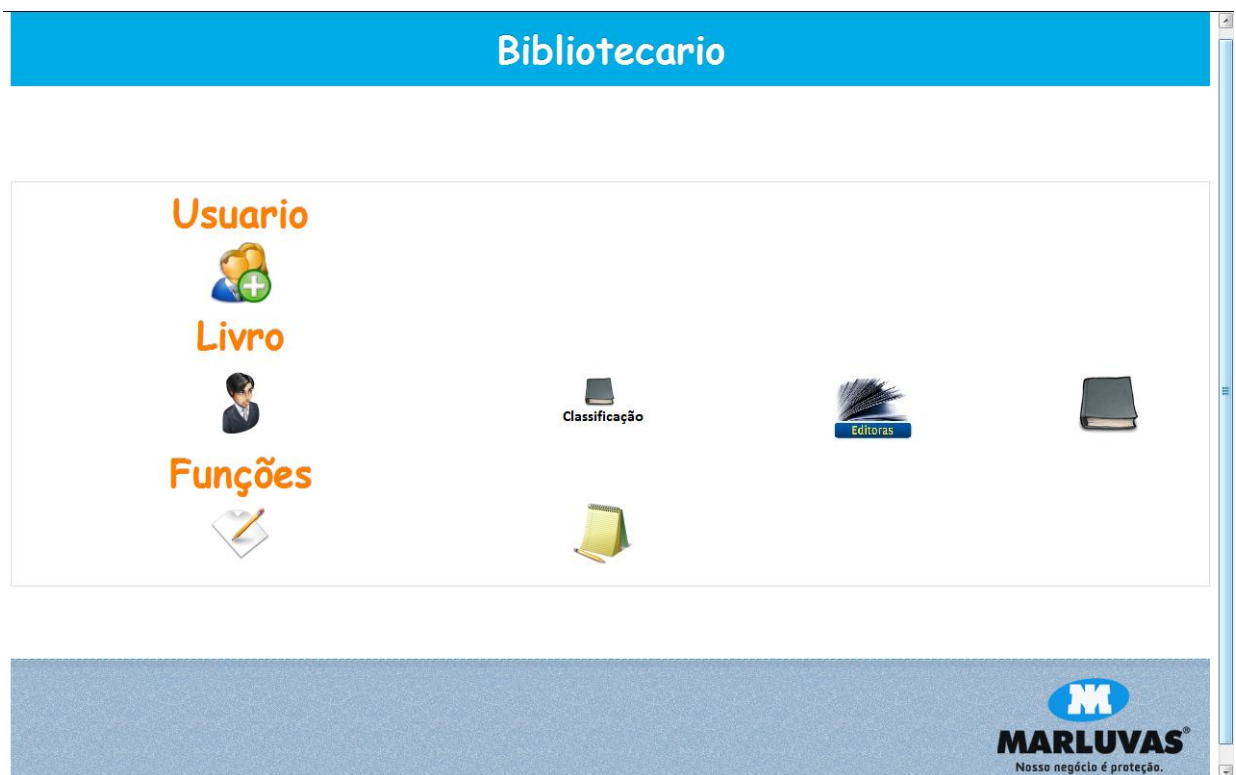 Bibliotecario
Usuario
Livro
Classificação
Editoras
Funções
MARLUVAS®
Nosso negócio é proteção.